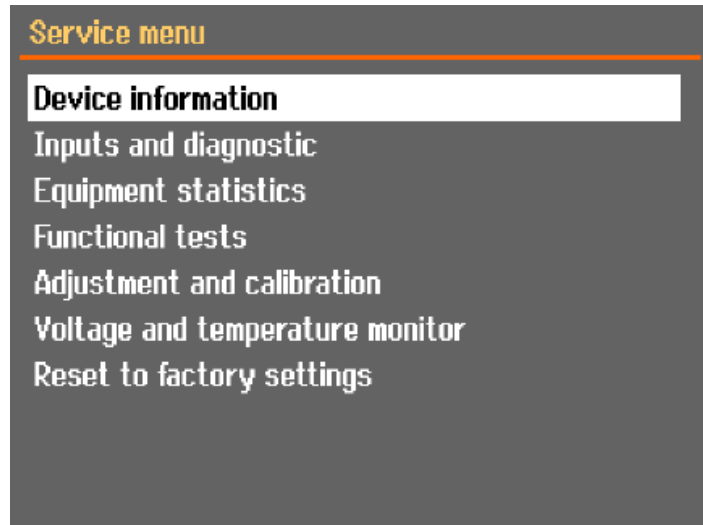 Service menu
Device information
Inputs and diagnostic
Equipment statistics
Functional tests
Adjustment and calibration
Voltage and temperature monitor
Reset to factory settings